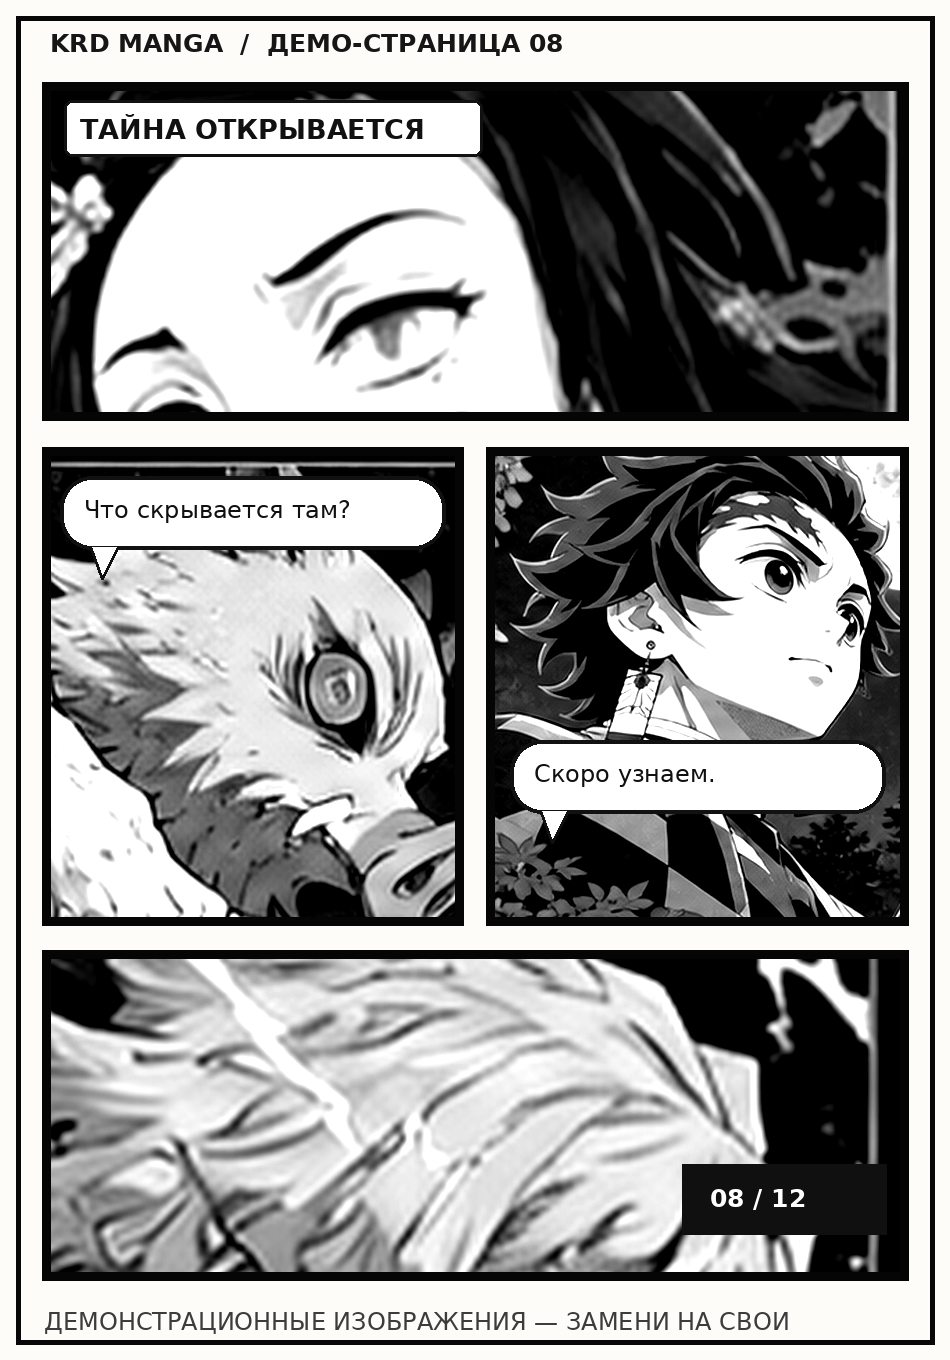 KRD MANGA / ДЕМО-СТРАНИЦА 08
ТАЙНА ОТКРЫВАЕТСЯ
Что скрывается там?
Скоро узнаем.
08 / 12
ДЕМОНСТРАЦИОННЫЕ ИЗОБРАЖЕНИЯ — ЗАМЕНИ НА СВОИ